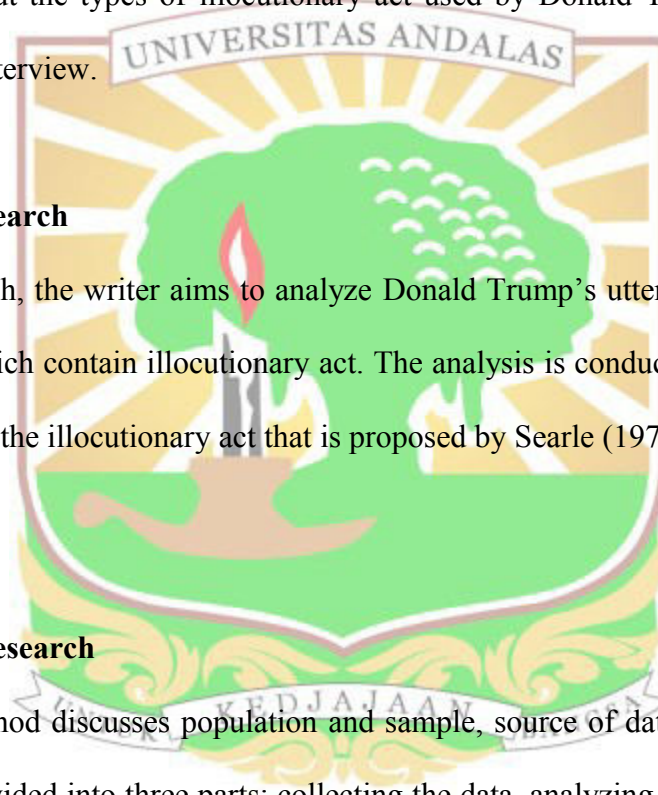 ut the types of illocutionary act used by Donald T
UNIVERSITAS ANDALAS
terview.
earch
h, the writer aims to analyze Donald Trump’s utter
ich contain illocutionary act. The analysis is conduc
the illocutionary act that is proposed by Searle (197
esearch
KEDJAJAAN
nod discusses population and sample, source of dat
vided into three parts: collecting the data, analyzing